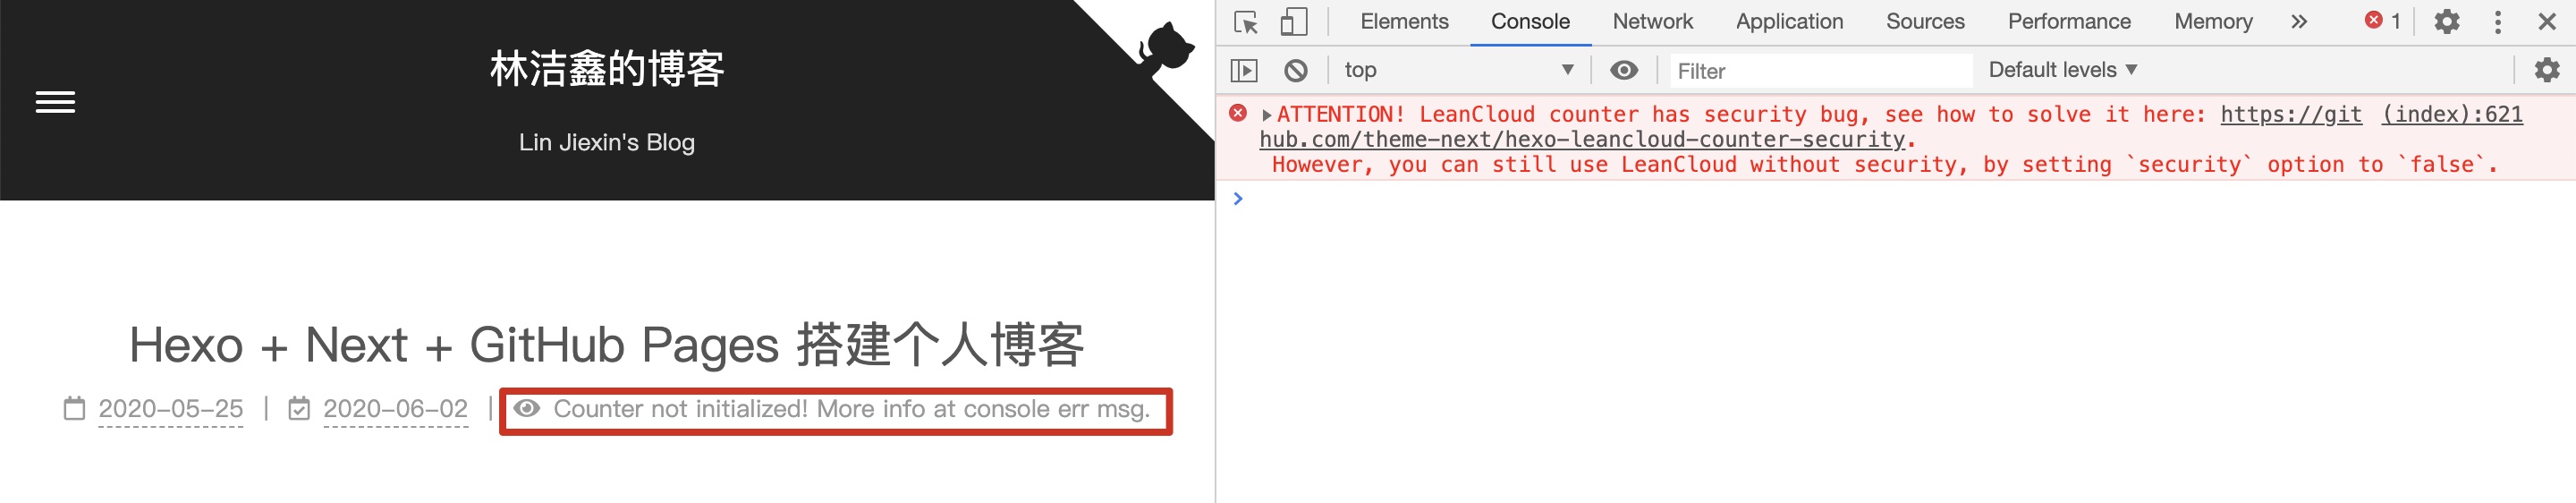 林洁鑫的博客
Lin Jiexin's Blog
Hexo + Next + GitHub Pages 搭建个人博客
2020-05-25 | 2020-06-02 | Counter not initialized! More info at console err msg.
Elements Console Network Application Sources Performance Memory » 1
top ▼ Filter Default levels ▼
ATTENTION! LeanCloud counter has security bug, see how to solve it here: https://git (index):621
hub.com/theme-next/hexo-leancloud-counter-security.
However, you can still use LeanCloud without security, by setting `security` option to `false`.